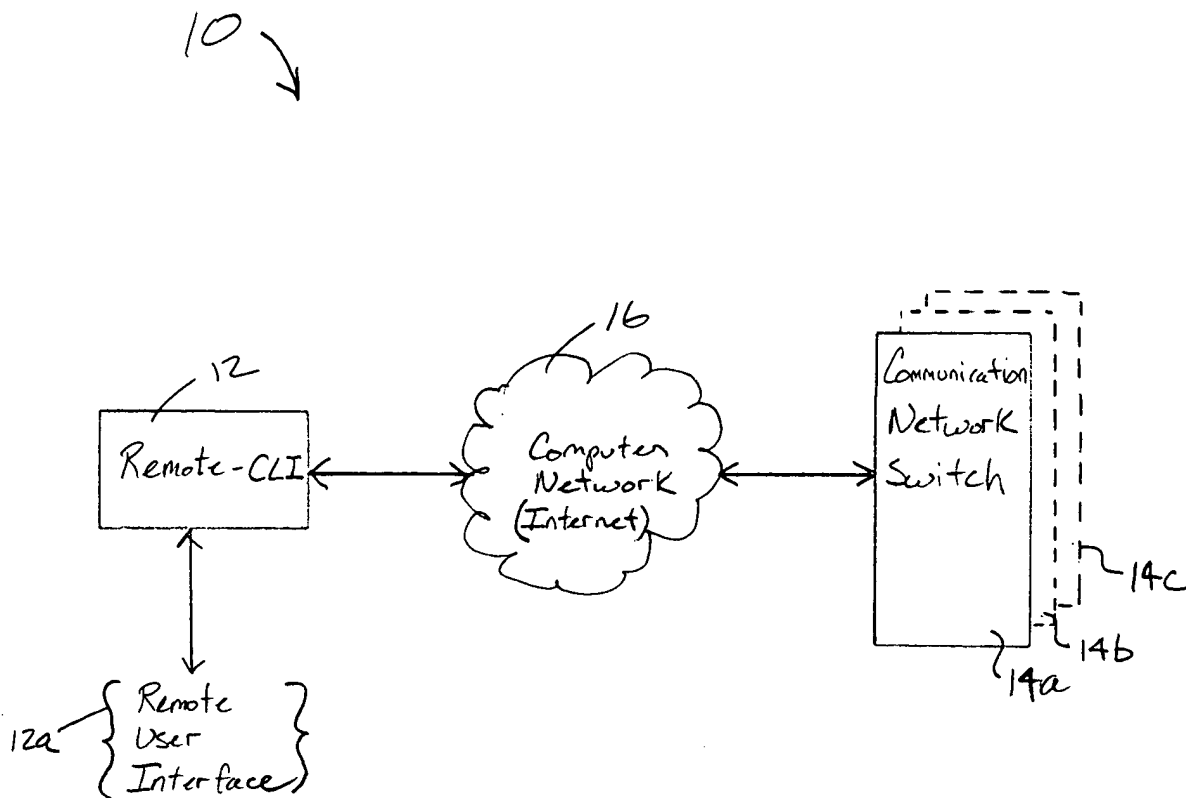 10
16
12
Remote-CLI
Computer
Network
(Internet)
Communication
Network
Switch
14c
14b
14a
12a
Remote
User
Interface